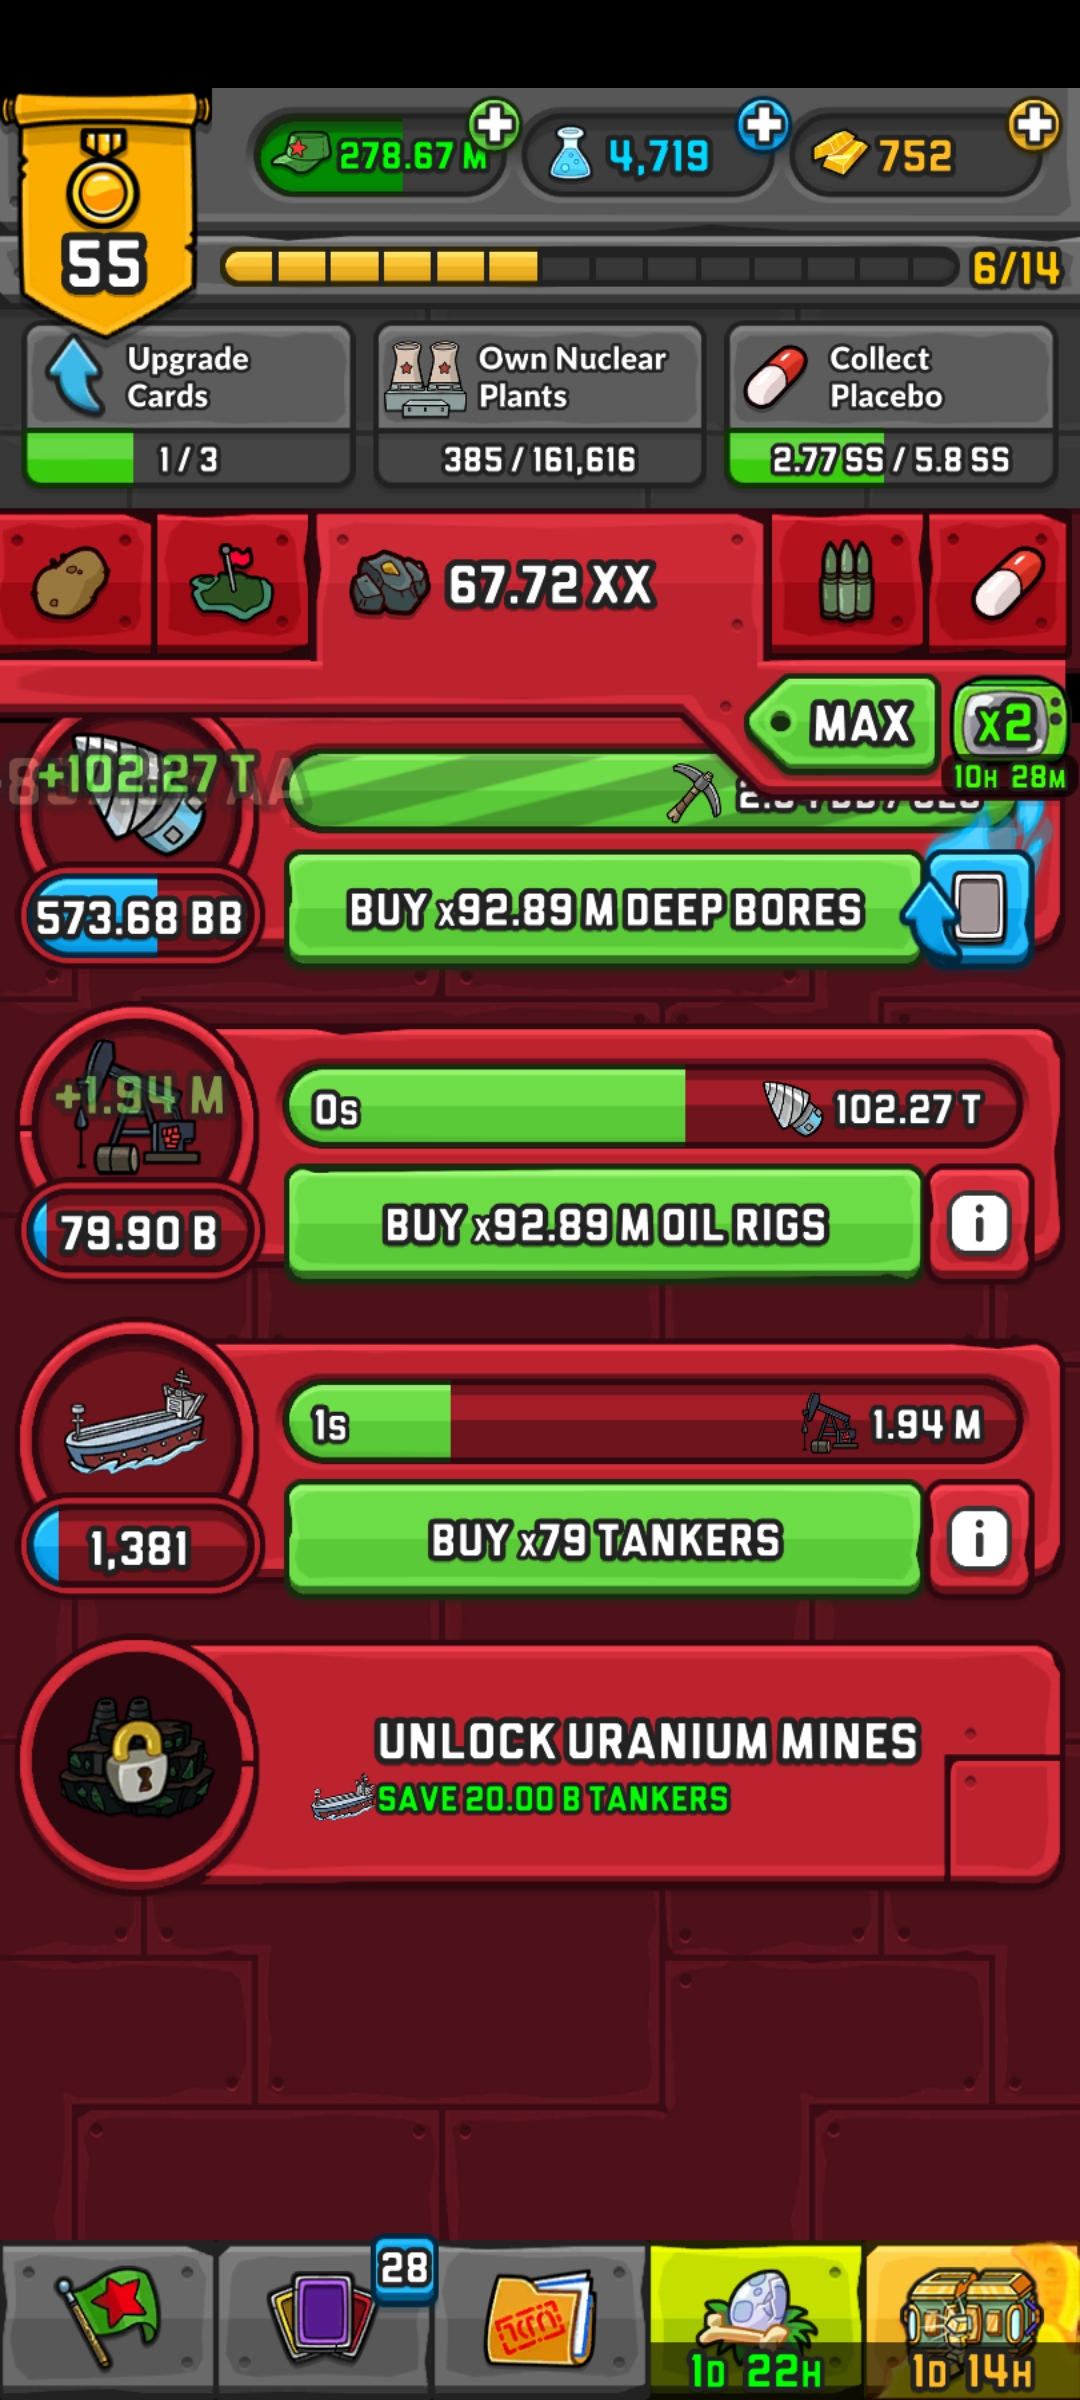 278.67 M
4,719
752
55
6/14
Upgrade
Cards
1 / 3
Own Nuclear
Plants
385 / 161,616
Collect
Placebo
2.77 SS / 5.8 SS
67.72 XX
MAX
x2
10H 28M
+102.27 T
573.68 BB
BUY x92.89 M DEEP BORES
+1.94 M
0s
102.27 T
79.90 B
BUY x92.89 M OIL RIGS
i
1s
1.94 M
1,381
BUY x79 TANKERS
i
UNLOCK URANIUM MINES
SAVE 20.00 B TANKERS
28
1D 22H
1D 14H